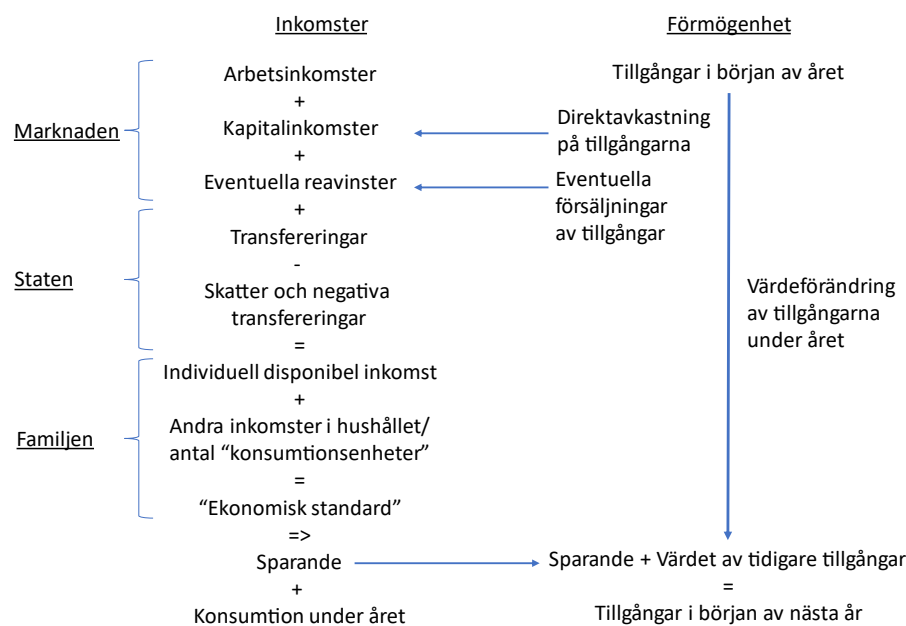 Inkomster
Förmögenhet
Arbetsinkomster
Tillgångar i början av året
+
Marknaden
Kapitalinkomster
Direktavkastning
på tillgångarna
+
Eventuella reavinster
Eventuella
försäljningar
av tillgångar
+
Transfereringar
-
Staten
Skatter och negativa
transfereringar
Värdeförändring
av tillgångarna
under året
=
Individuell disponibel inkomst
+
Familjen
Andra inkomster i hushållet/
antal “konsumtionsenheter”
=
“Ekonomisk standard”
=>
Sparande
Sparande + Värdet av tidigare tillgångar
+
=
Konsumtion under året
Tillgångar i början av nästa år